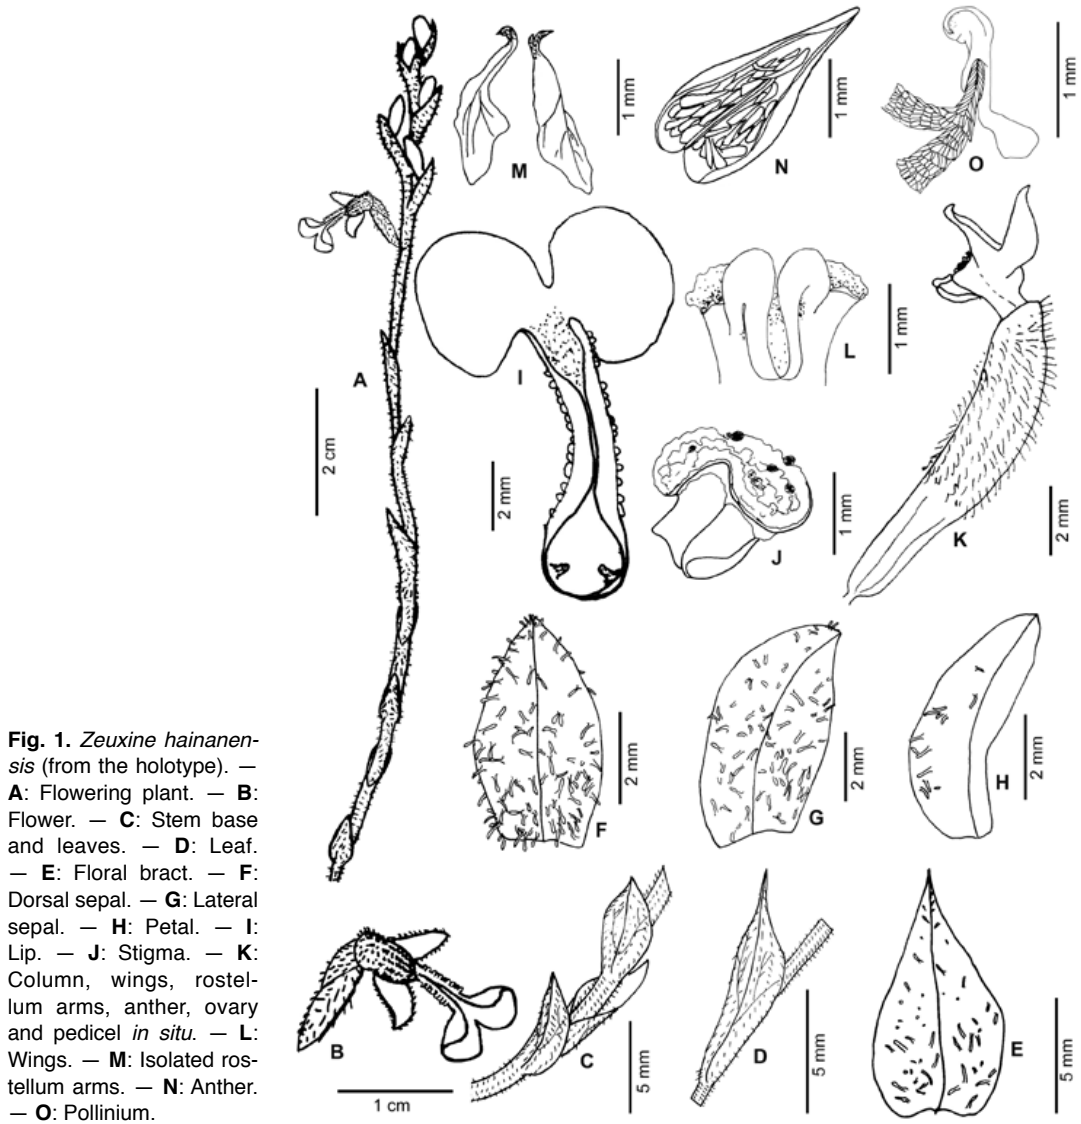 M
1 mm
N
1 mm
O
1 mm
A
2 cm
I
2 mm
L
1 mm
J
1 mm
K
2 mm
F
2 mm
G
2 mm
H
2 mm
B
1 cm
C
5 mm
D
5 mm
E
5 mm
Fig. 1. Zeuxine hainanen-
sis (from the holotype). —
A: Flowering plant. — B:
Flower. — C: Stem base
and leaves. — D: Leaf.
— E: Floral bract. — F:
Dorsal sepal. — G: Lateral
sepal. — H: Petal. — I:
Lip. — J: Stigma. — K:
Column, wings, rostel-
lum arms, anther, ovary
and pedicel in situ. — L:
Wings. — M: Isolated ros-
tellum arms. — N: Anther.
— O: Pollinium.